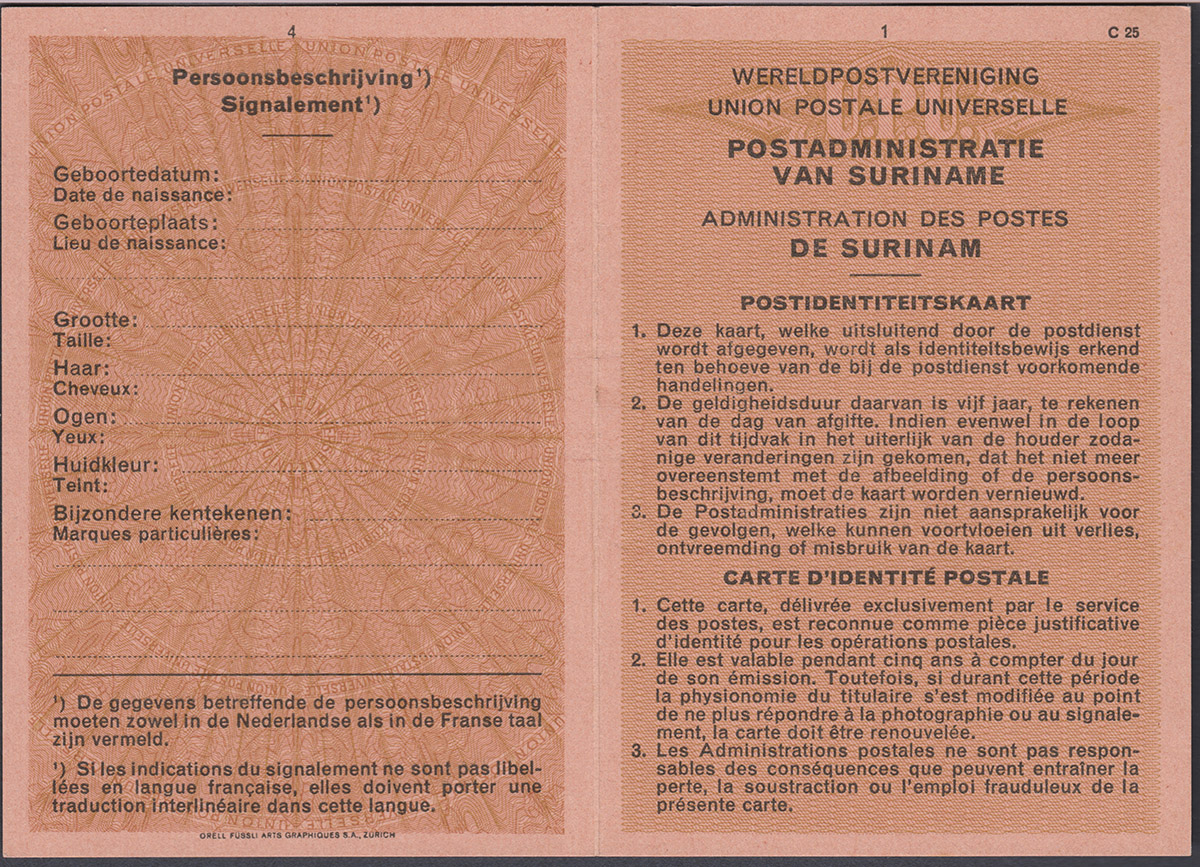 4
Persoonsbeschrijving¹)
Signalement¹)
Geboortedatum:
Date de naissance:
Geboorteplaats:
Lieu de naissance:
Grootte:
Taille:
Haar:
Cheveux:
Ogen:
Yeux:
Huidkleur:
Teint:
Bijzondere kentekenen:
Marques particulières:
¹) De gegevens betreffende de persoonsbeschrijving
moeten zowel in de Nederlandse als in de Franse taal
zijn vermeld.
¹) Si les indications du signalement ne sont pas libel-
lées en langue française, elles doivent porter une
traduction interlinéaire dans cette langue.
ORELL FÜSSLI ARTS GRAPHIQUES S.A., ZÜRICH
1
C 25
WERELDPOSTVERENIGING
UNION POSTALE UNIVERSELLE
POSTADMINISTRATIE
VAN SURINAME
ADMINISTRATION DES POSTES
DE SURINAM
POSTIDENTITEITSKAART
1. Deze kaart, welke uitsluitend door de postdienst
wordt afgegeven, wordt als identiteitsbewijs erkend
ten behoeve van de bij de postdienst voorkomende
handelingen.
2. De geldigheidsduur daarvan is vijf jaar, te rekenen
van de dag van afgifte. Indien evenwel in de loop
van dit tijdvak in het uiterlijk van de houder zoda-
nige veranderingen zijn gekomen, dat het niet meer
overeenstemt met de afbeelding of de persoons-
beschrijving, moet de kaart worden vernieuwd.
3. De Postadministraties zijn niet aansprakelijk voor
de gevolgen, welke kunnen voortvloeien uit verlies,
ontvreemding of misbruik van de kaart.
CARTE D'IDENTITÉ POSTALE
1. Cette carte, délivrée exclusivement par le service
des postes, est reconnue comme pièce justificative
d'identité pour les opérations postales.
2. Elle est valable pendant cinq ans à compter du jour
de son émission. Toutefois, si durant cette période
la physionomie du titulaire s'est modifiée au point
de ne plus répondre à la photographie ou au signale-
ment, la carte doit être renouvelée.
3. Les Administrations postales ne sont pas respon-
sables des conséquences que peuvent entraîner la
perte, la soustraction ou l'emploi frauduleux de la
présente carte.